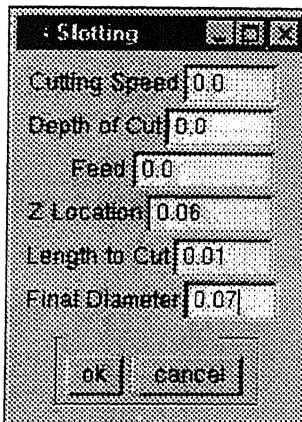 Slotting
Cutting Speed 0.0
Depth of Cut 0.0
Feed 0.0
Z Location 0.06
Length to Cut 0.01
Final Diameter 0.07
ok cancel